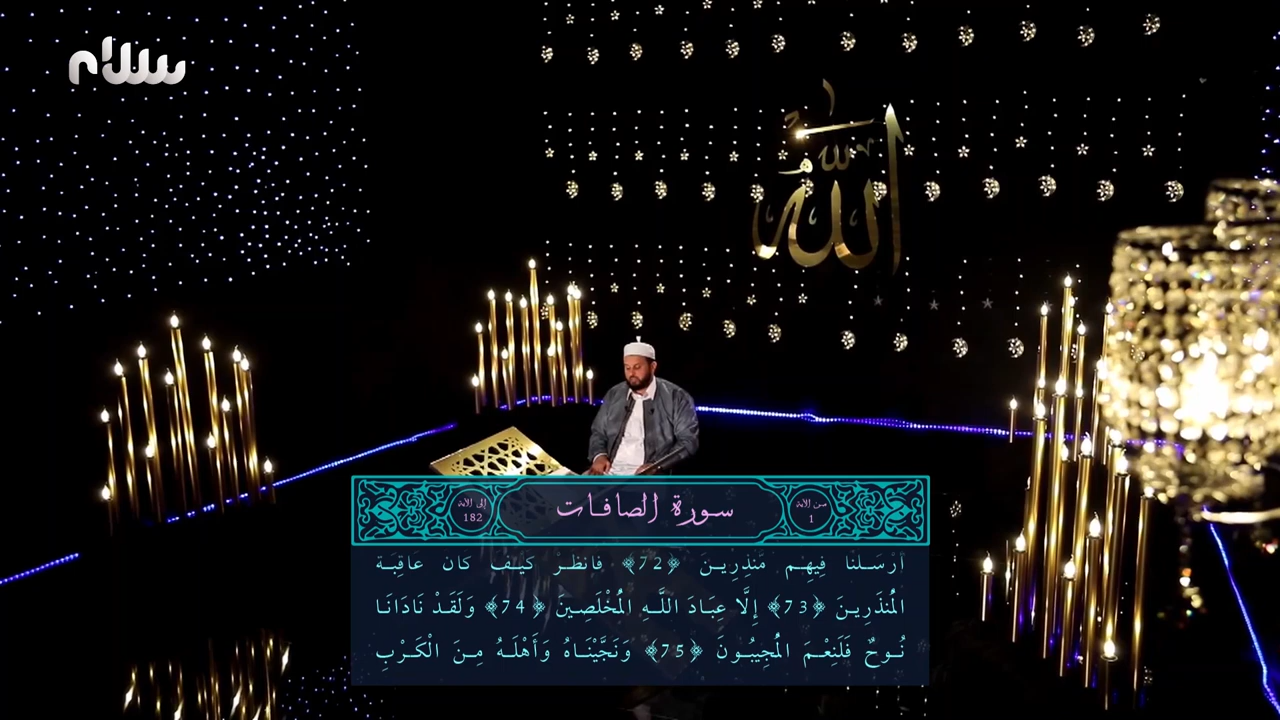 سلام
اللّٰه
سورة الصافات
من الآية
1
إلى الآية
182
أَرْسَلْنَا فِيهِم مُّنذِرِينَ ﴿72﴾ فَانظُرْ كَيْفَ كَانَ عَاقِبَةُ
الْمُنذَرِينَ ﴿73﴾ إِلَّا عِبَادَ اللَّهِ الْمُخْلَصِينَ ﴿74﴾ وَلَقَدْ نَادَانَا
نُوحٌ فَلَنِعْمَ الْمُجِيبُونَ ﴿75﴾ وَنَجَّيْنَاهُ وَأَهْلَهُ مِنَ الْكَرْبِ